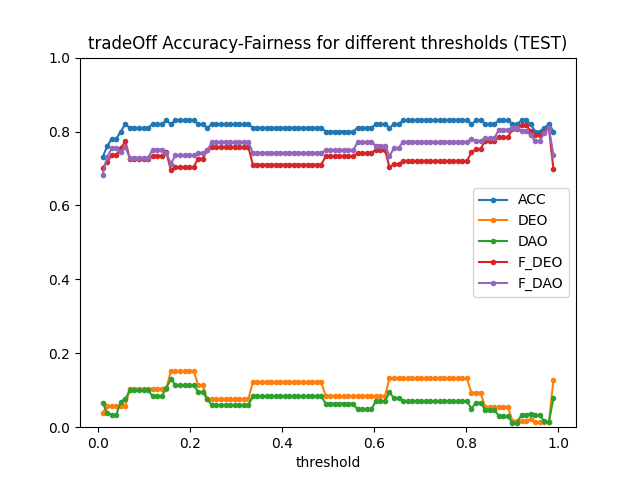 tradeOff Accuracy-Fairness for different thresholds (TEST)
1.0
0.8
0.6
0.4
0.2
0.0
ACC
DEO
DAO
F_DEO
F_DAO
0.0 0.2 0.4 0.6 0.8 1.0
threshold